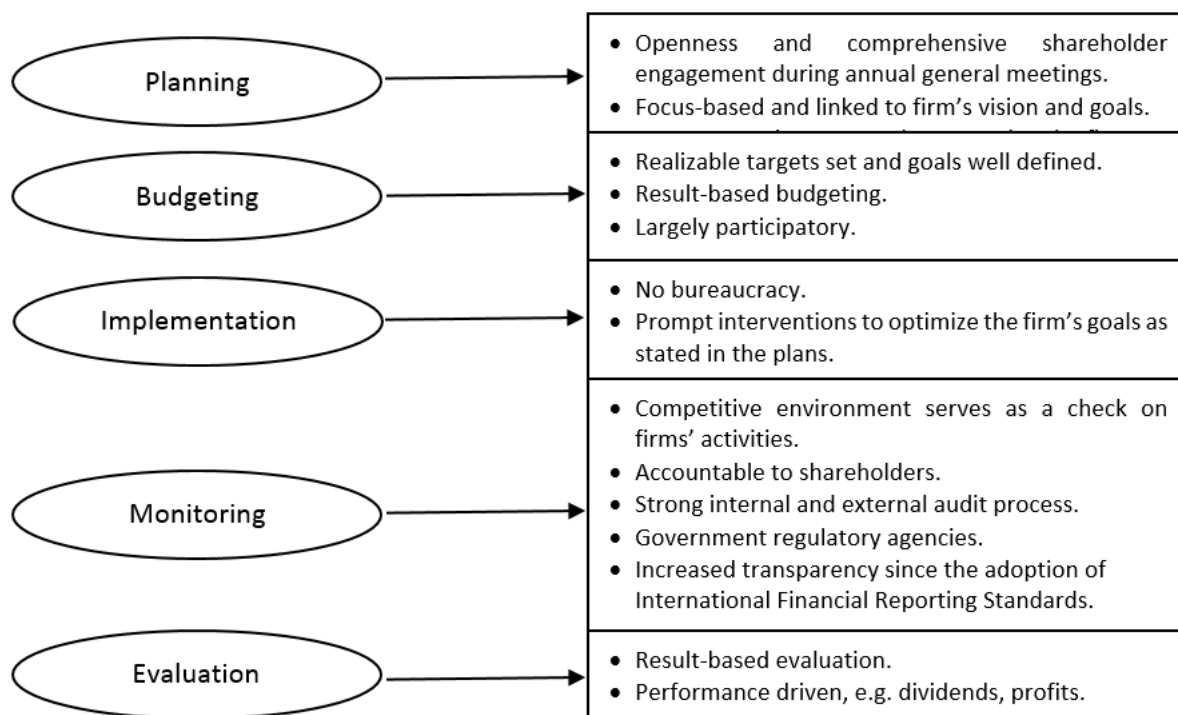 Planning
• Openness and comprehensive shareholder
engagement during annual general meetings.
• Focus-based and linked to firm’s vision and goals.
Budgeting
• Realizable targets set and goals well defined.
• Result-based budgeting.
• Largely participatory.
Implementation
• No bureaucracy.
• Prompt interventions to optimize the firm’s goals as
stated in the plans.
Monitoring
• Competitive environment serves as a check on
firms’ activities.
• Accountable to shareholders.
• Strong internal and external audit process.
• Government regulatory agencies.
• Increased transparency since the adoption of
International Financial Reporting Standards.
Evaluation
• Result-based evaluation.
• Performance driven, e.g. dividends, profits.